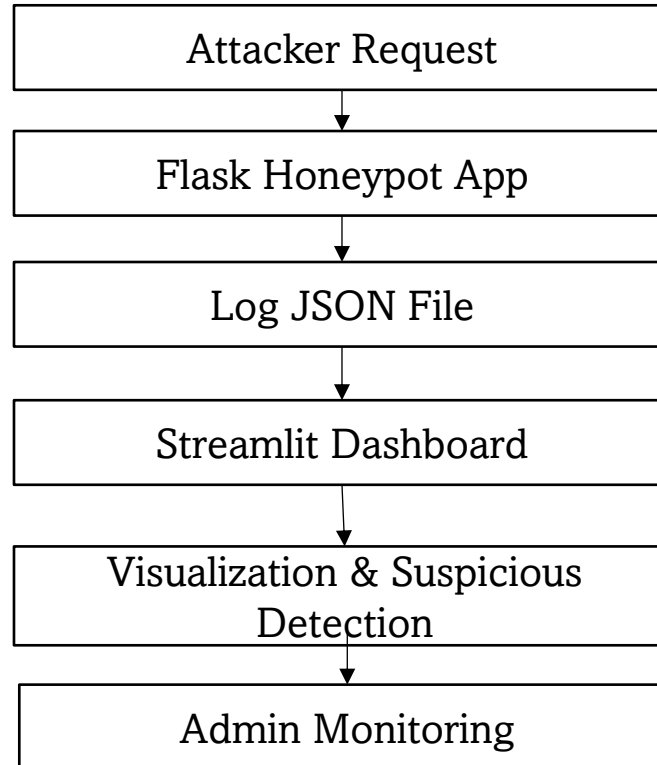 Attacker Request
Flask Honeypot App
Log JSON File
Streamlit Dashboard
Visualization & Suspicious
Detection
Admin Monitoring